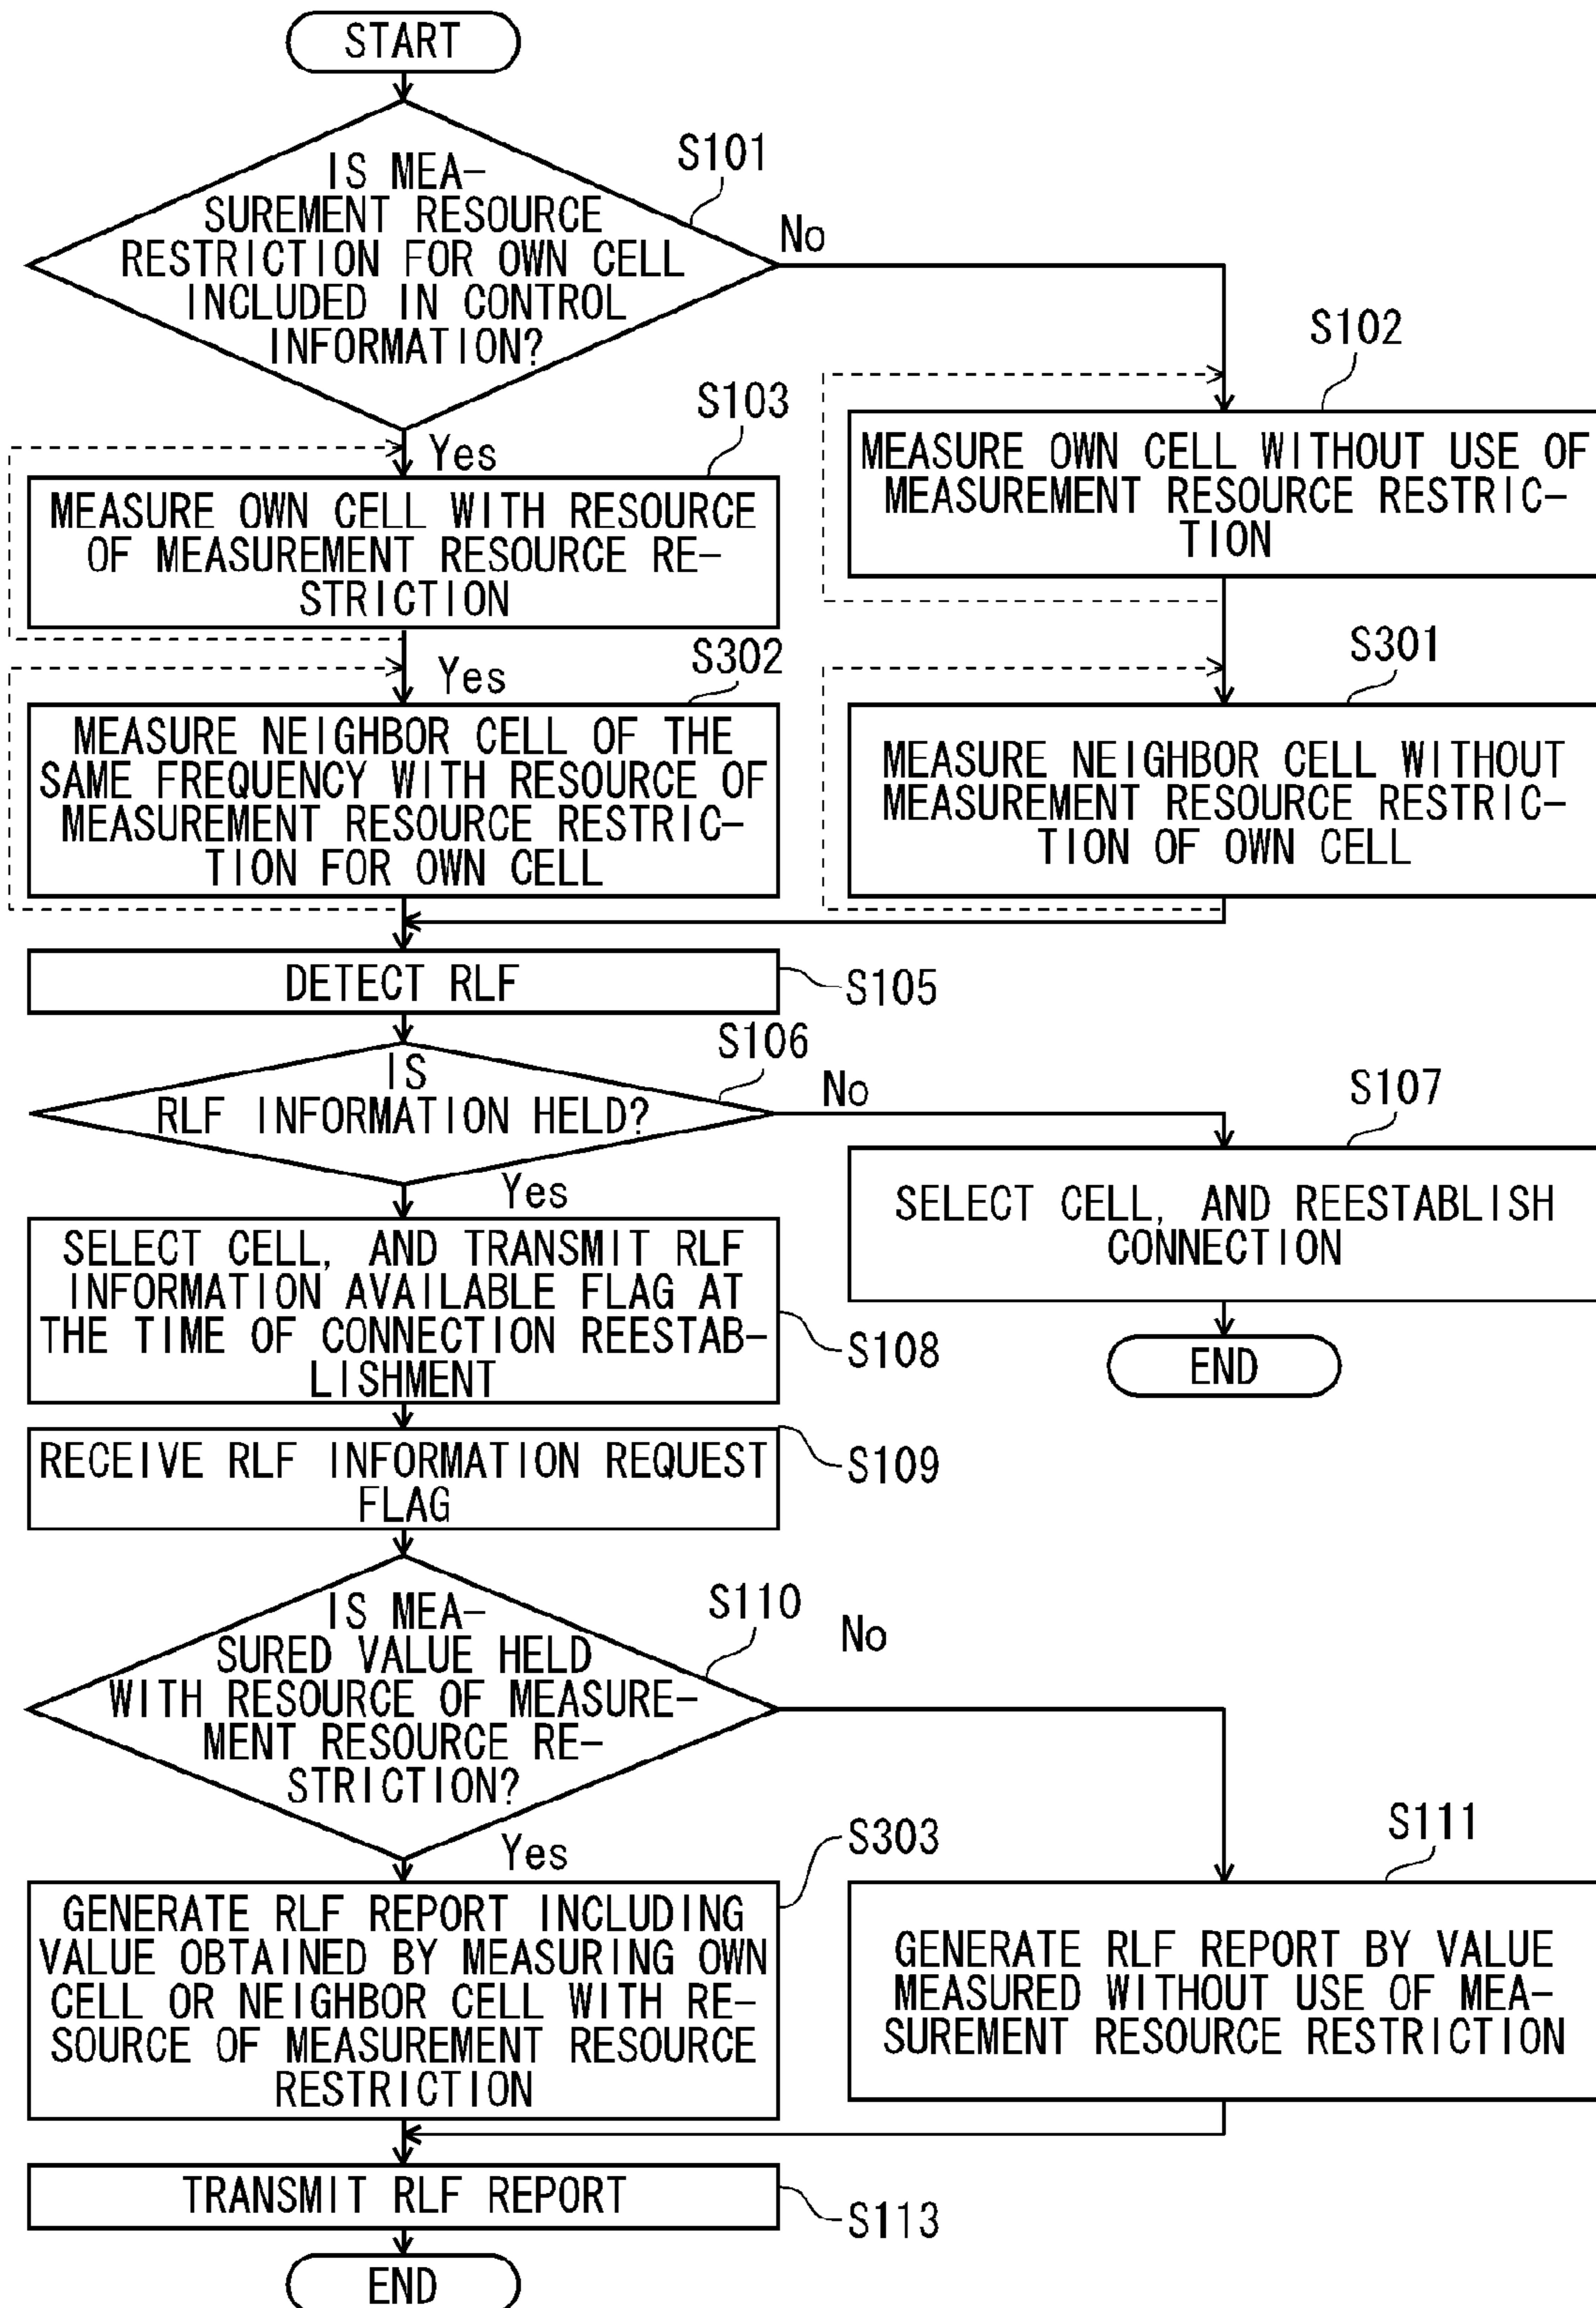 START
IS MEA-
SUREMENT RESOURCE
RESTRICTION FOR OWN CELL
INCLUDED IN CONTROL
INFORMATION?
S101
No
S102
MEASURE OWN CELL WITHOUT USE OF
MEASUREMENT RESOURCE RESTRIC-
TION
Yes
S103
MEASURE OWN CELL WITH RESOURCE
OF MEASUREMENT RESOURCE RE-
STRICTION
Yes
S302
MEASURE NEIGHBOR CELL OF THE
SAME FREQUENCY WITH RESOURCE OF
MEASUREMENT RESOURCE RESTRIC-
TION FOR OWN CELL
S301
MEASURE NEIGHBOR CELL WITHOUT
MEASUREMENT RESOURCE RESTRIC-
TION OF OWN CELL
DETECT RLF
S105
IS
RLF INFORMATION HELD?
S106
No
S107
SELECT CELL, AND REESTABLISH
CONNECTION
END
Yes
SELECT CELL, AND TRANSMIT RLF
INFORMATION AVAILABLE FLAG AT
THE TIME OF CONNECTION REESTAB-
LISHMENT
S108
RECEIVE RLF INFORMATION REQUEST
FLAG
S109
IS MEA-
SURED VALUE HELD
WITH RESOURCE OF MEASURE-
MENT RESOURCE RE-
STRICTION?
S110
No
Yes
S303
GENERATE RLF REPORT INCLUDING
VALUE OBTAINED BY MEASURING OWN
CELL OR NEIGHBOR CELL WITH RE-
SOURCE OF MEASUREMENT RESOURCE
RESTRICTION
S111
GENERATE RLF REPORT BY VALUE
MEASURED WITHOUT USE OF MEA-
SUREMENT RESOURCE RESTRICTION
TRANSMIT RLF REPORT
S113
END